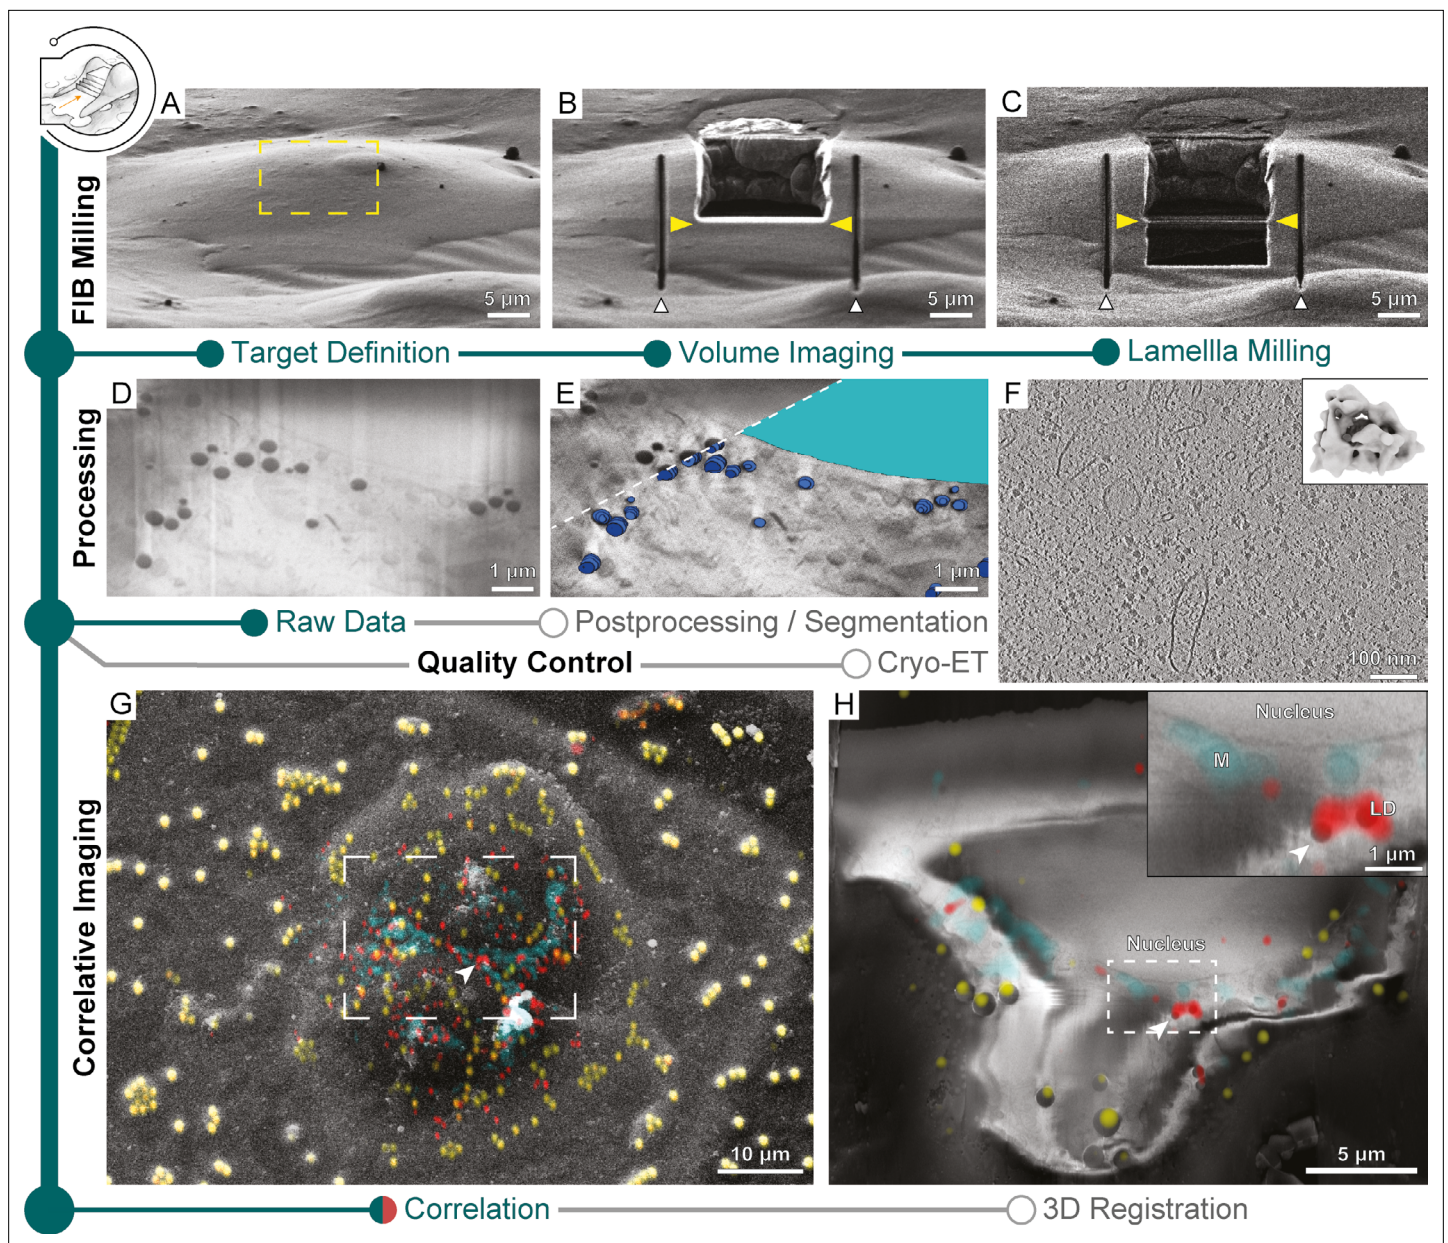 FIB Milling
A
5 µm
B
5 µm
C
5 µm
Target Definition
Volume Imaging
Lamellla Milling
Processing
D
1 µm
E
1 µm
F
100 nm
Raw Data
Postprocessing / Segmentation
Quality Control
Cryo-ET
Correlative Imaging
G
10 µm
H
Nucleus
M
LD
1 µm
Nucleus
5 µm
Correlation
3D Registration